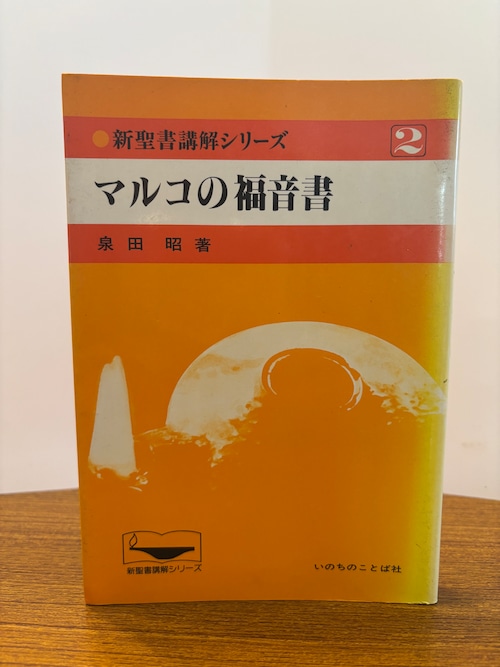 ●新聖書講解シリーズ
2
マルコの福音書
泉田 昭 著
新聖書講解シリーズ
いのちのことば社